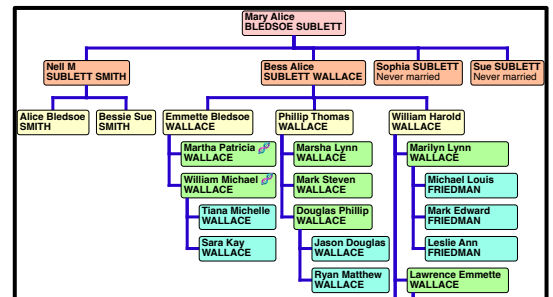 Mary Alice
BLEDSOE SUBLETT
Nell M
SUBLETT SMITH
Bess Alice
SUBLETT WALLACE
Sophia SUBLETT
Never married
Sue SUBLETT
Never married
Alice Bledsoe
SMITH
Bessie Sue
SMITH
Emmette Bledsoe
WALLACE
Phillip Thomas
WALLACE
William Harold
WALLACE
Martha Patricia
WALLACE
William Michael
WALLACE
Tiana Michelle
WALLACE
Sara Kay
WALLACE
Marsha Lynn
WALLACE
Mark Steven
WALLACE
Douglas Phillip
WALLACE
Jason Douglas
WALLACE
Ryan Matthew
WALLACE
Marilyn Lynn
WALLACE
Michael Louis
FRIEDMAN
Mark Edward
FRIEDMAN
Leslie Ann
FRIEDMAN
Lawrence Emmette
WALLACE